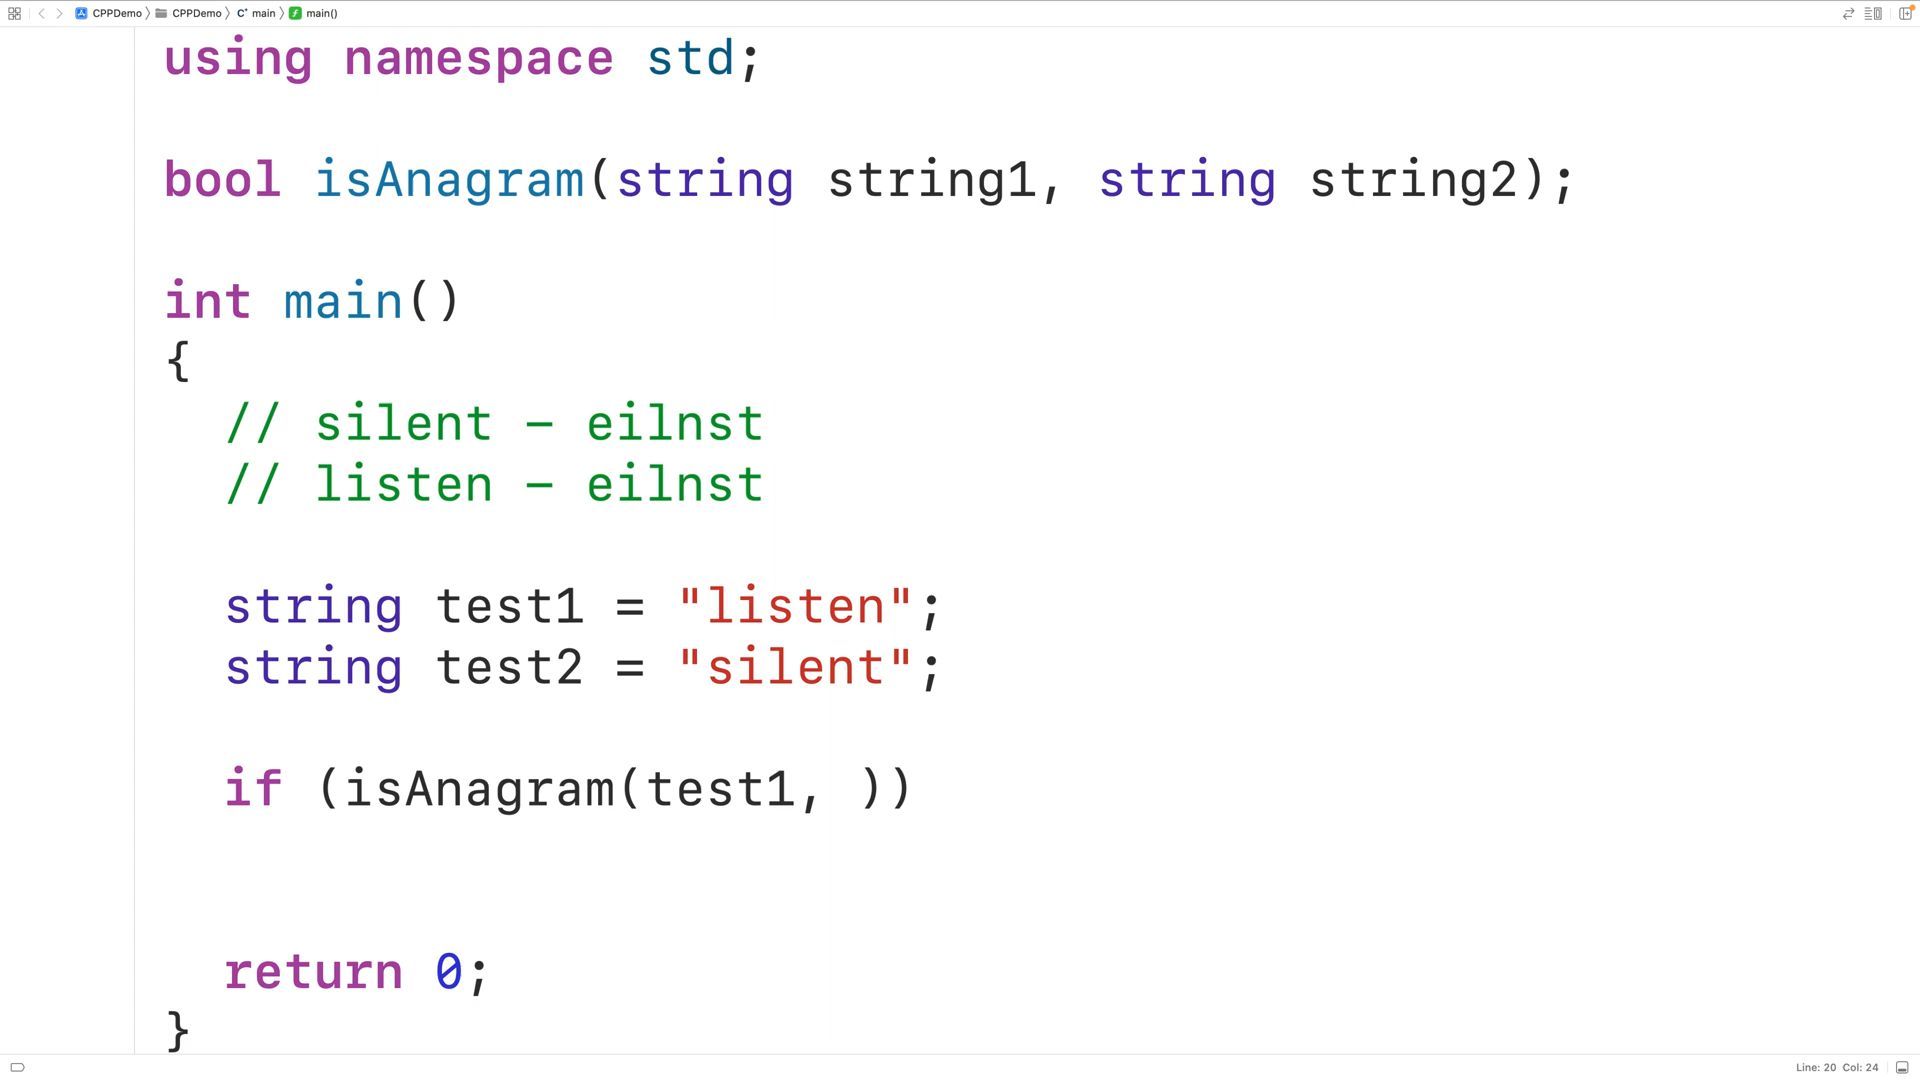 CPPDemo CPPDemo C+ main f main()
using namespace std;
bool isAnagram(string string1, string string2);
int main()
{
// silent - eilnst
// listen - eilnst
string test1 = "listen";
string test2 = "silent";
if (isAnagram(test1, ))
return 0;
}
Line: 20 Col: 24